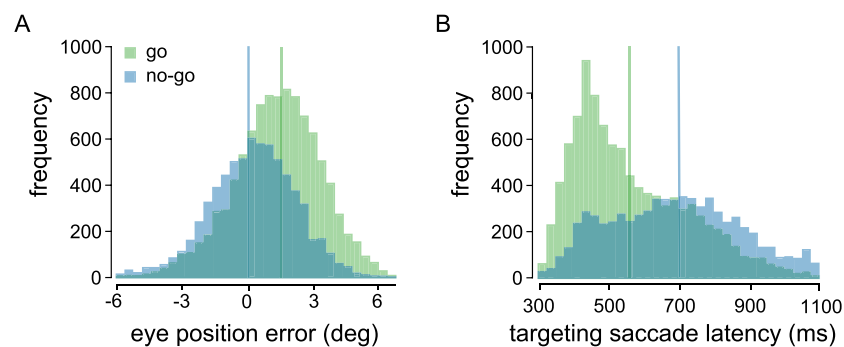 A
frequency
1000
800
600
400
200
0
go
no-go
-6 -3 0 3 6
eye position error (deg)
B
frequency
1000
800
600
400
200
0
300 500 700 900 1100
targeting saccade latency (ms)